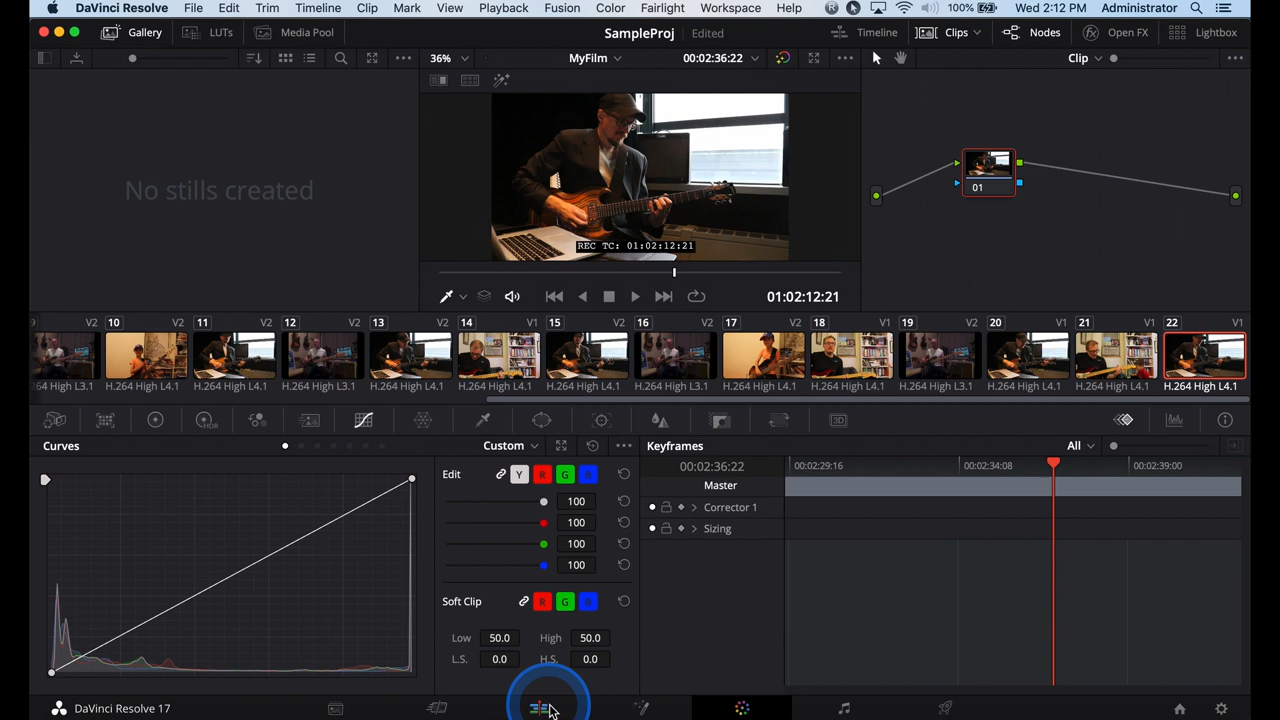 DaVinci Resolve File Edit Trim Timeline Clip Mark View Playback Fusion Color Fairlight Workspace Help 100% Wed 2:12 PM Administrator
Gallery LUTs Media Pool SampleProj Edited Timeline Clips Nodes Open FX Lightbox
36% MyFilm 00:02:36:22 Clip
No stills created
01
REC TC: 01:02:12:21
01:02:12:21
9 V2 10 V2 11 V2 12 V2 13 V2 14 V1 15 V2 16 V2 17 V2 18 V1 19 V2 20 V2 21 V2 22 V1
.264 High L3.1 H.264 High L4.1 H.264 High L4.1 H.264 High L3.1 H.264 High L4.1 H.264 High L4.1 H.264 High L4.1 H.264 High L3.1 H.264 High L4.1 H.264 High L4.1 H.264 High L3.1 H.264 High L4.1 H.264 High L4.1 H.264 High L4.1
HDR 3D
Curves Custom Keyframes All
Edit Y R G B
100
100
100
100
Soft Clip R G B
Low 50.0 High 50.0
L.S. 0.0 H.S. 0.0
00:02:36:22 00:02:29:16 00:02:34:08 00:02:39:00
Master
Corrector 1
Sizing
DaVinci Resolve 17